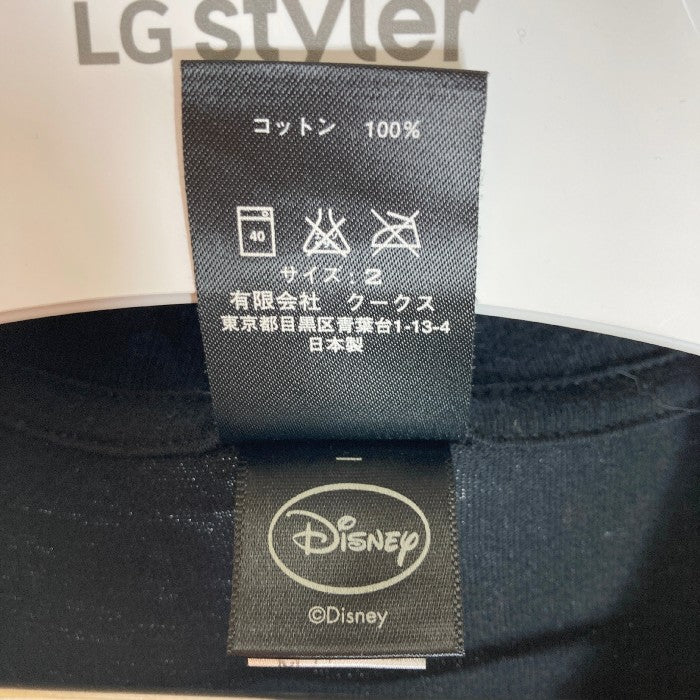 LG styler
コットン 100%
40
サイズ：2
有限会社 クークス
東京都目黒区青葉台1-13-4
日本製
Disney
©Disney